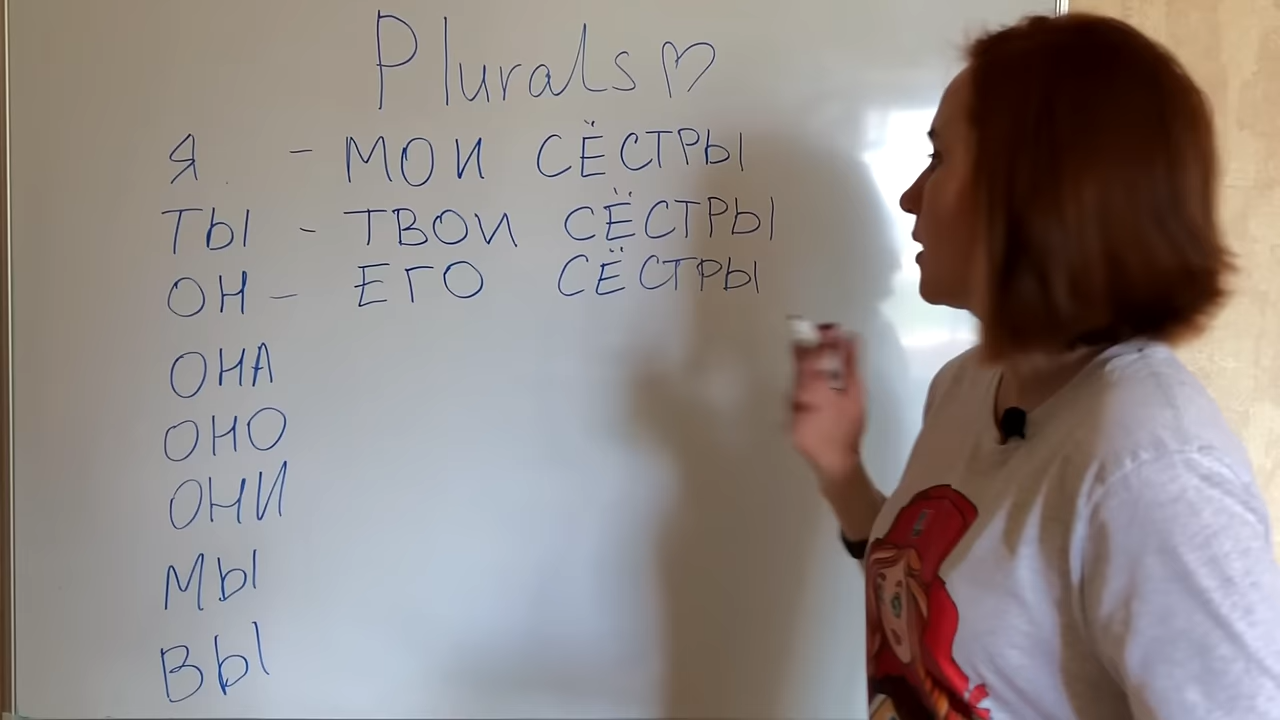 Plurals♡
Я - МОИ СЁСТРЫ
ТЫ - ТВОИ СЁСТРЫ
ОН - ЕГО СЁСТРЫ
ОНА
ОНО
ОНИ
МЫ
ВЫ